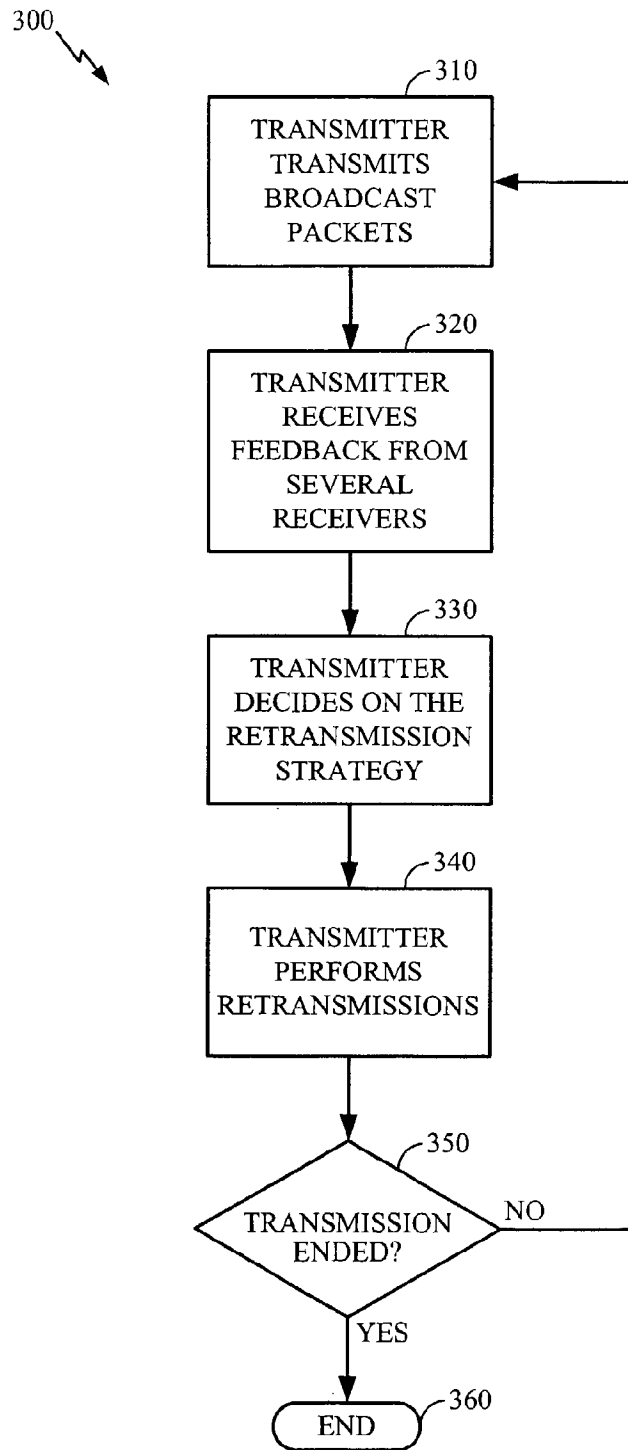 300
310
TRANSMITTER
TRANSMITS
BROADCAST
PACKETS
320
TRANSMITTER
RECEIVES
FEEDBACK FROM
SEVERAL
RECEIVERS
330
TRANSMITTER
DECIDES ON THE
RETRANSMISSION
STRATEGY
340
TRANSMITTER
PERFORMS
RETRANSMISSIONS
350
TRANSMISSION
ENDED?
NO
YES
END
360